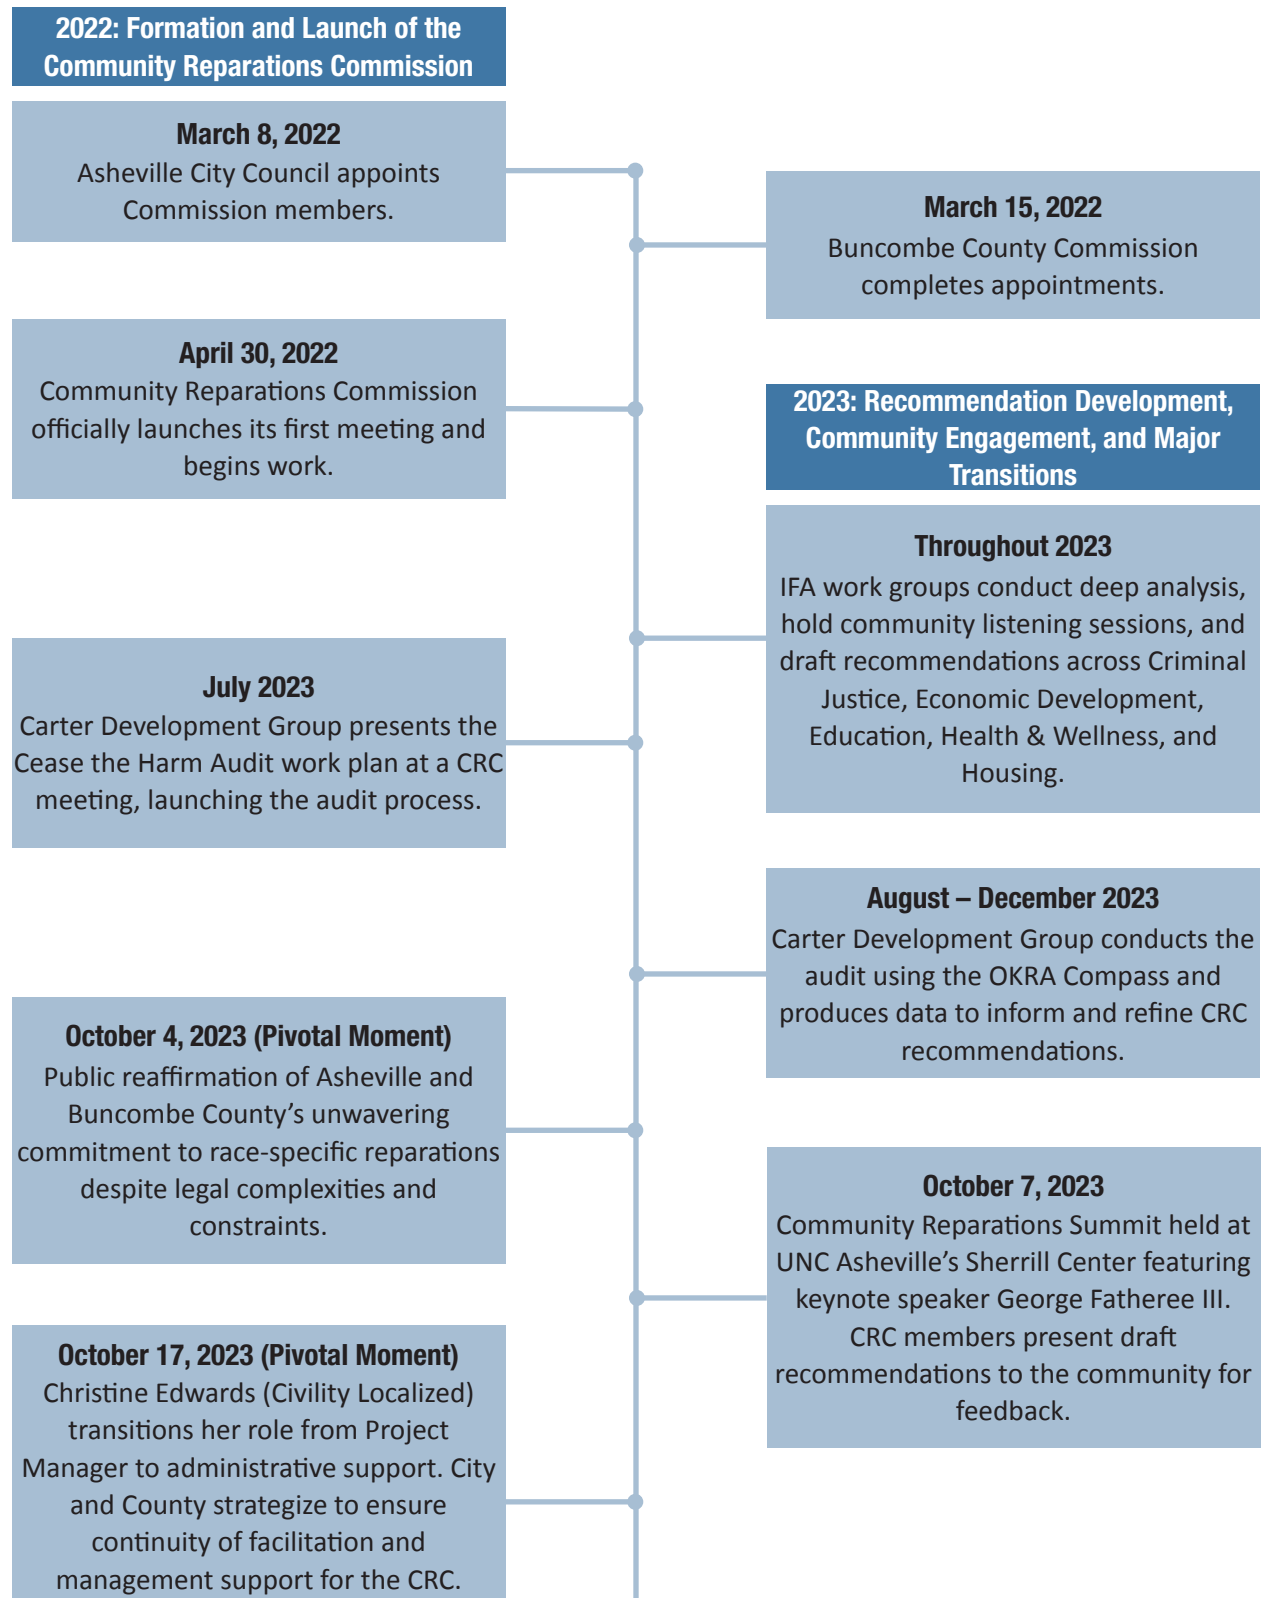 2022: Formation and Launch of the
Community Reparations Commission
March 8, 2022
Asheville City Council appoints
Commission members.
March 15, 2022
Buncombe County Commission
completes appointments.
April 30, 2022
Community Reparations Commission
officially launches its first meeting and
begins work.
2023: Recommendation Development,
Community Engagement, and Major
Transitions
Throughout 2023
IFA work groups conduct deep analysis,
hold community listening sessions, and
draft recommendations across Criminal
Justice, Economic Development,
Education, Health & Wellness, and
Housing.
July 2023
Carter Development Group presents the
Cease the Harm Audit work plan at a CRC
meeting, launching the audit process.
August – December 2023
Carter Development Group conducts the
audit using the OKRA Compass and
produces data to inform and refine CRC
recommendations.
October 4, 2023 (Pivotal Moment)
Public reaffirmation of Asheville and
Buncombe County’s unwavering
commitment to race-specific reparations
despite legal complexities and
constraints.
October 7, 2023
Community Reparations Summit held at
UNC Asheville’s Sherrill Center featuring
keynote speaker George Fatheree III.
CRC members present draft
recommendations to the community for
feedback.
October 17, 2023 (Pivotal Moment)
Christine Edwards (Civility Localized)
transitions her role from Project
Manager to administrative support. City
and County strategize to ensure
continuity of facilitation and
management support for the CRC.